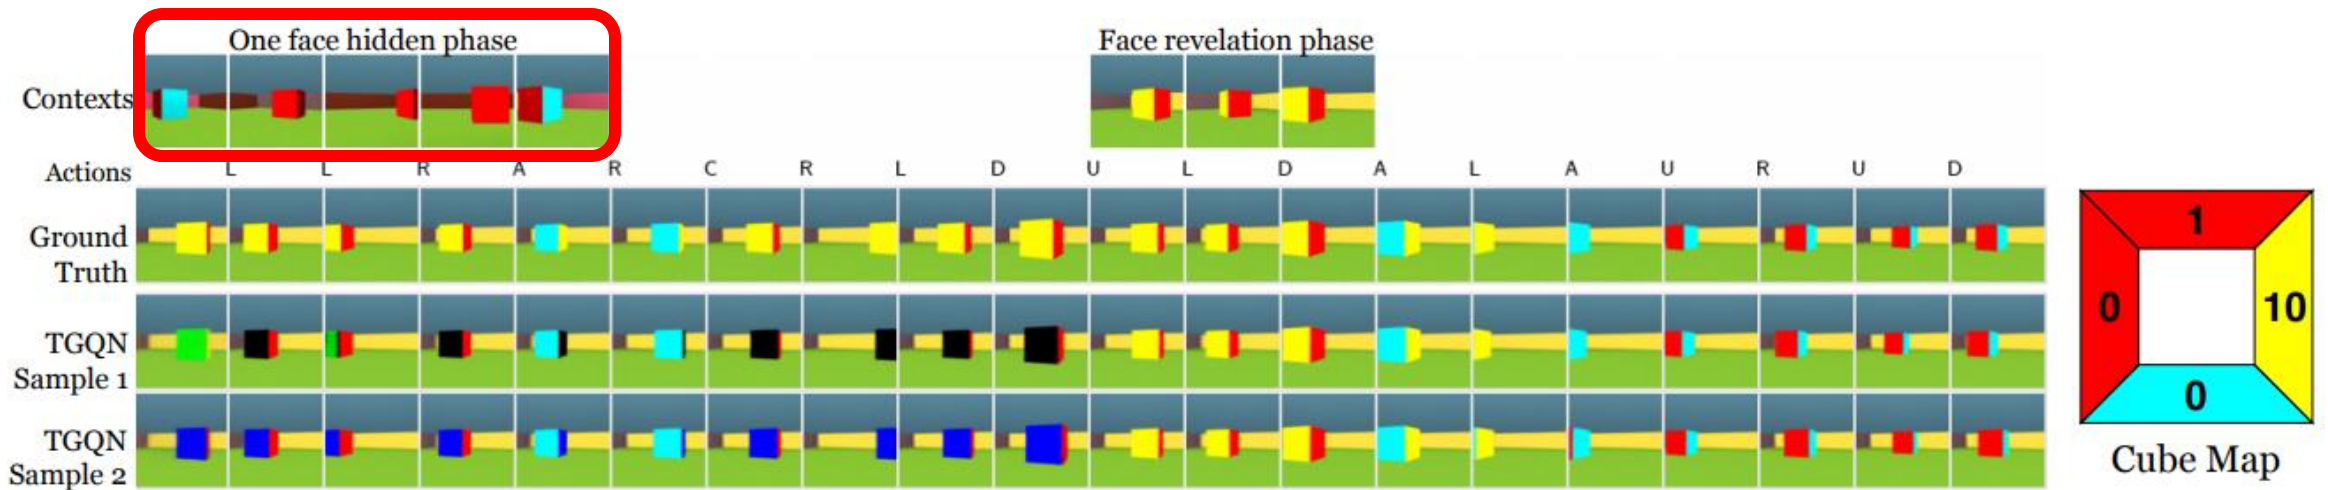 One face hidden phase
Face revelation phase
Contexts
Actions
L L R A R C R L D U L D A L A U R U D
Ground
Truth
TGQN
Sample 1
TGQN
Sample 2
1
0
10
0
Cube Map